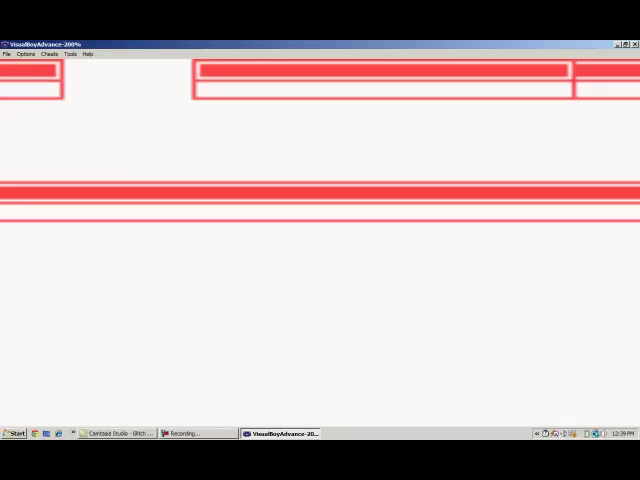 VisualBoyAdvance-200%
File Options Cheats Tools Help
Start
Camtasia Studio - Glitch ...
Recording...
VisualBoyAdvance-20...
12:39 PM